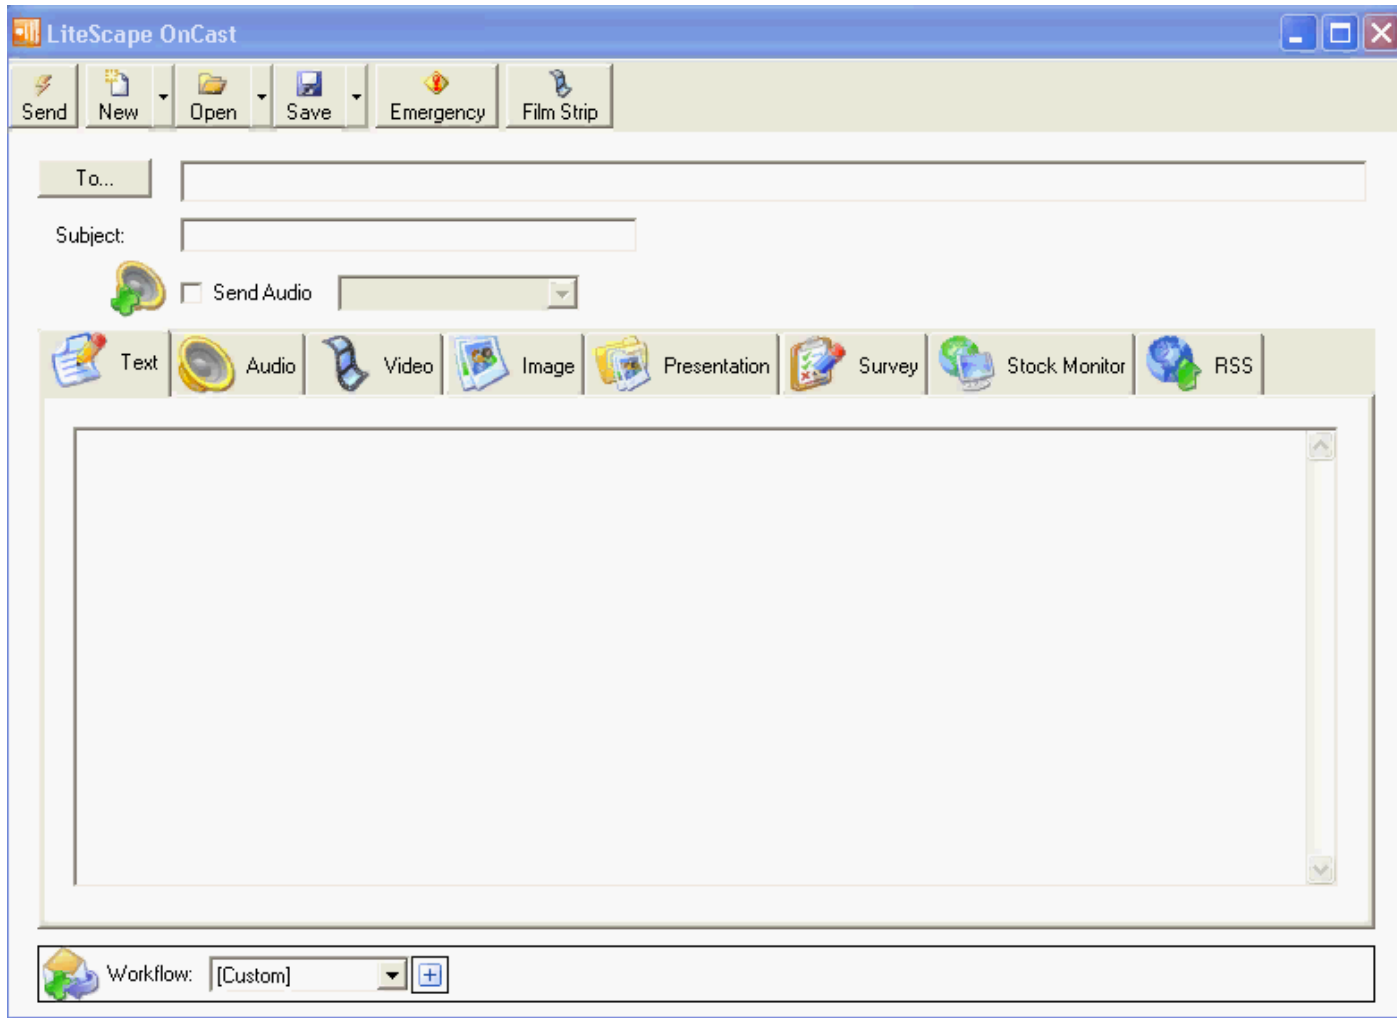 LiteScape OnCast
Send New Open Save Emergency Film Strip
To...
Subject:
Send Audio
Text Audio Video Image Presentation Survey Stock Monitor RSS
Workflow: [Custom]